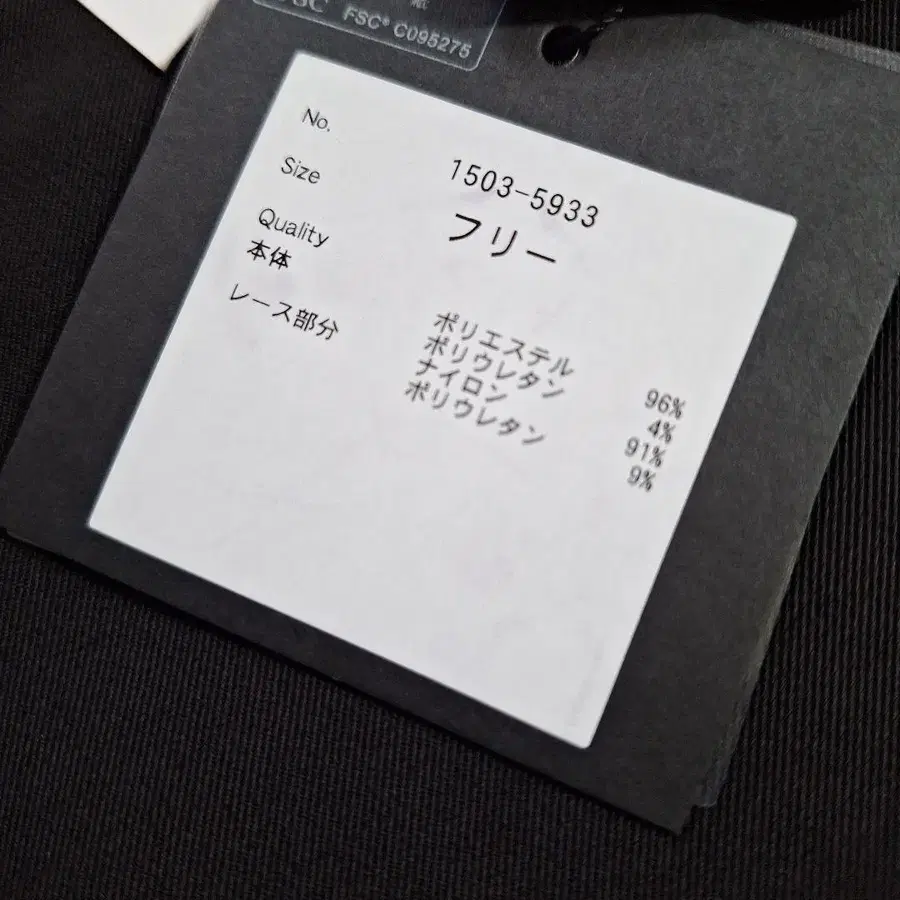 FSC® C095275
No. 1503-5933
Size フリー
Quality
本体 ポリエステル 96%
ポリウレタン 4%
レース部分 ナイロン 91%
ポリウレタン 9%